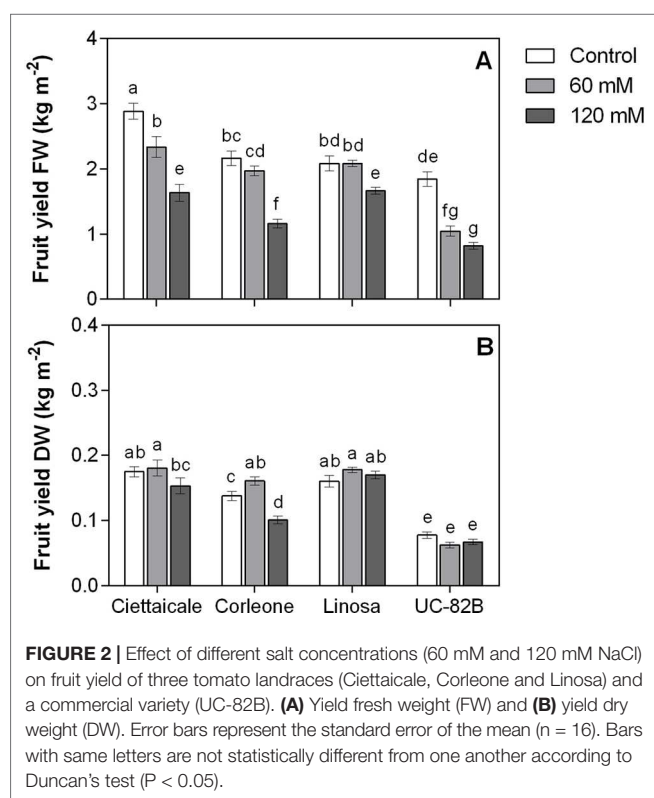 4
3
2
1
0
Fruit yield FW (kg m-2)
A
Control
60 mM
120 mM
a b e
bc cd f
bd bd e
de fg g
0.4
0.3
0.2
0.1
0.0
Fruit yield DW (kg m-2)
B
ab a bc
c ab d
ab a ab
e e e
Ciettaicale Corleone Linosa UC-82B
FIGURE 2 | Effect of different salt concentrations (60 mM and 120 mM NaCl)
on fruit yield of three tomato landraces (Ciettaicale, Corleone and Linosa) and
a commercial variety (UC-82B). (A) Yield fresh weight (FW) and (B) yield dry
weight (DW). Error bars represent the standard error of the mean (n = 16). Bars
with same letters are not statistically different from one another according to
Duncan's test (P < 0.05).